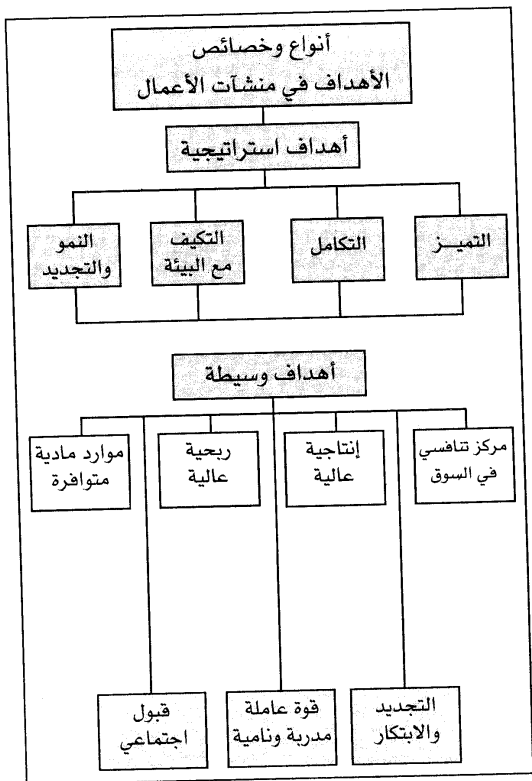 أنواع وخصائص
الأهداف في منشآت الأعمال
أهداف استراتيجية
التميــز
التكامل
التكيف
مع البيئة
النمو
والتجديد
أهداف وسيطة
مركز تنافسي
في السوق
إنتاجية
عالية
ربحية
عالية
موارد مادية
متوافرة
التجديد
والابتكار
قوة عاملة
مدربة ونامية
قبول
اجتماعي